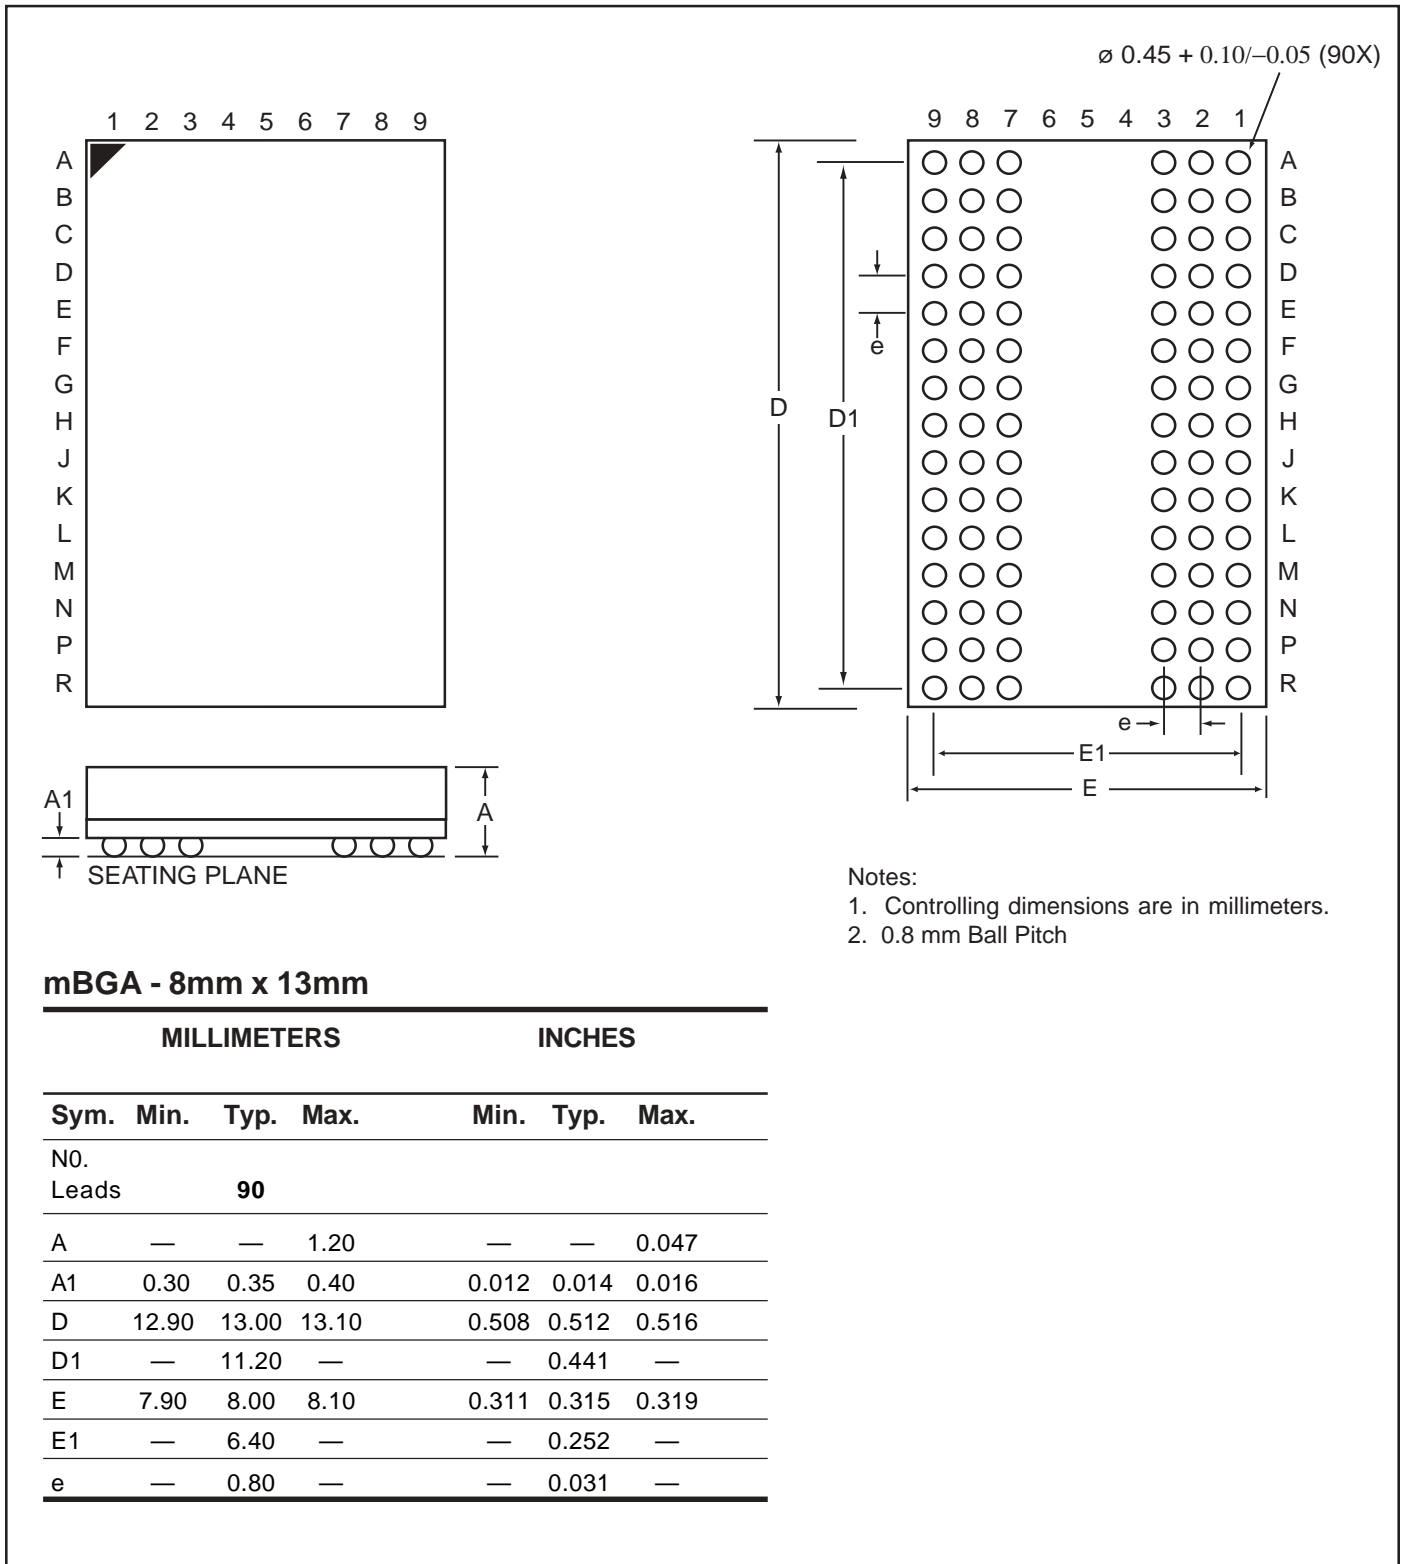 ø 0.45 + 0.10/–0.05 (90X)
1 2 3 4 5 6 7 8 9
A
B
C
D
E
F
G
H
J
K
L
M
N
P
R
9 8 7 6 5 4 3 2 1
A
B
C
D
E
F
G
H
J
K
L
M
N
P
R
D
D1
e
e
E1
E
A1
A
SEATING PLANE
Notes:
1. Controlling dimensions are in millimeters.
2. 0.8 mm Ball Pitch
mBGA - 8mm x 13mm
MILLIMETERS INCHES
Sym. Min. Typ. Max. Min. Typ. Max.
N0.
Leads 90
A — — 1.20 — — 0.047
A1 0.30 0.35 0.40 0.012 0.014 0.016
D 12.90 13.00 13.10 0.508 0.512 0.516
D1 — 11.20 — — 0.441 —
E 7.90 8.00 8.10 0.311 0.315 0.319
E1 — 6.40 — — 0.252 —
e — 0.80 — — 0.031 —